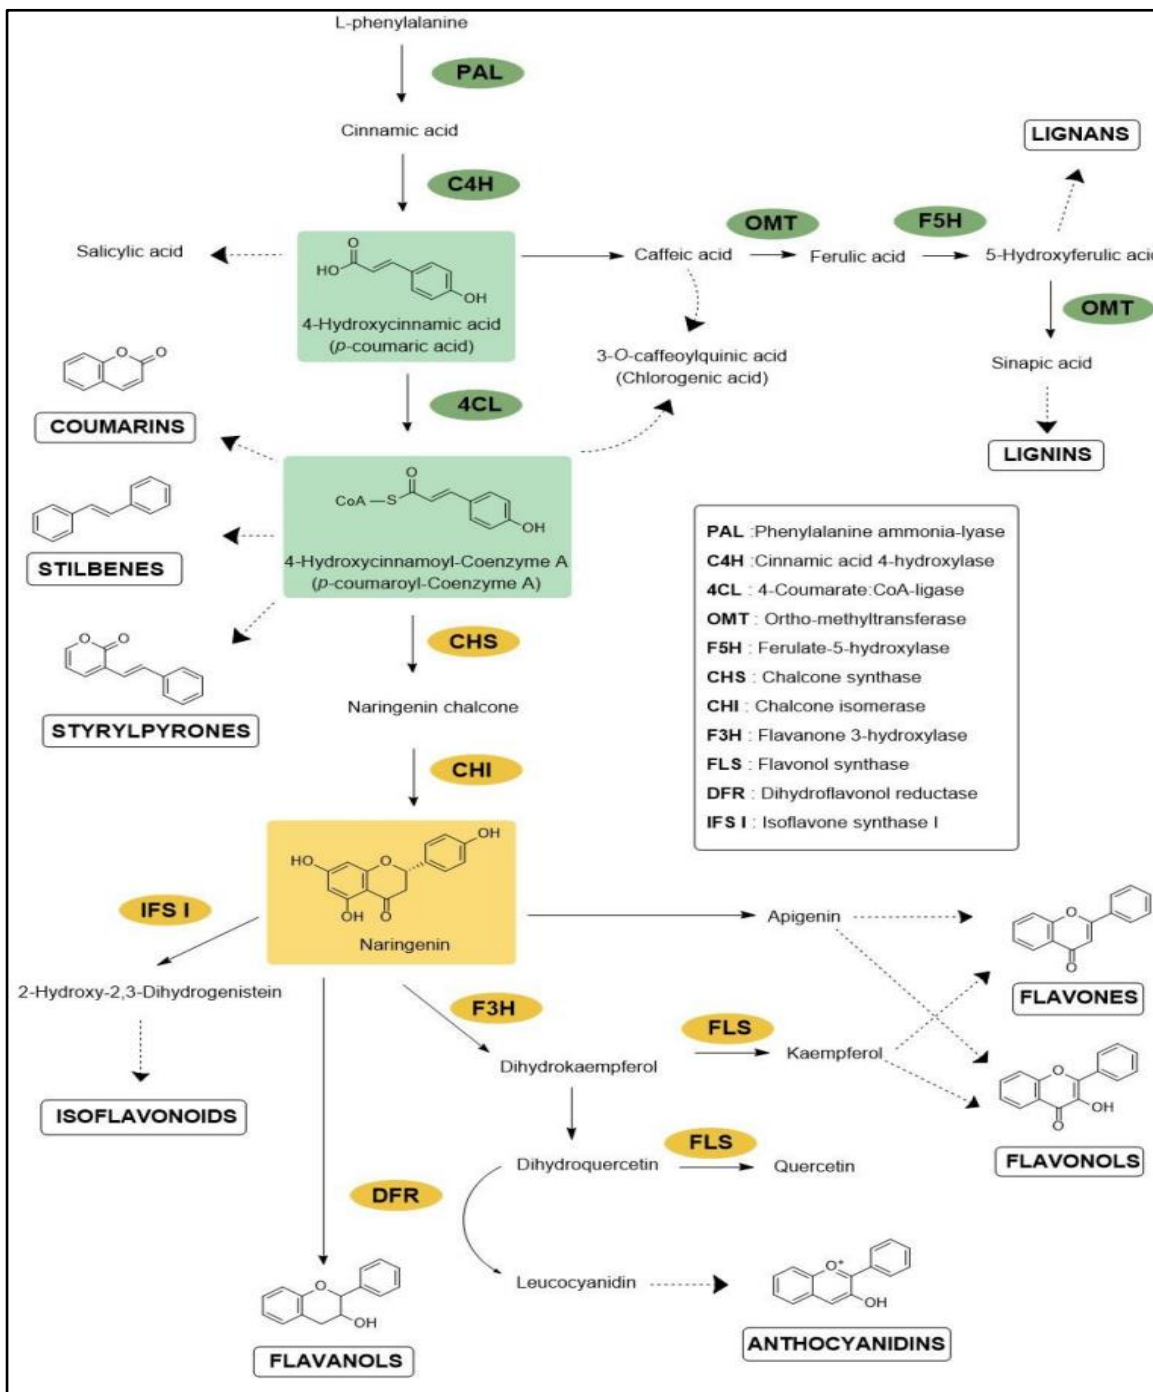 L-phenylalanine
PAL
Cinnamic acid
C4H
LIGNANS
Salicylic acid
O
HO
OH
4-Hydroxycinnamic acid
(p-coumaric acid)
Caffeic acid
OMT
Ferulic acid
F5H
5-Hydroxyferulic acid
OMT
3-O-caffeoylquinic acid
(Chlorogenic acid)
Sinapic acid
LIGNINS
4CL
O
O
COUMARINS
STILBENES
O
O
STYRYLPYRONES
CoA
S
O
OH
4-Hydroxycinnamoyl-Coenzyme A
(p-coumaroyl-Coenzyme A)
CHS
Naringenin chalcone
CHI
PAL :Phenylalanine ammonia-lyase
C4H :Cinnamic acid 4-hydroxylase
4CL : 4-Coumarate:CoA-ligase
OMT : Ortho-methyltransferase
F5H : Ferulate-5-hydroxylase
CHS : Chalcone synthase
CHI : Chalcone isomerase
F3H : Flavanone 3-hydroxylase
FLS : Flavonol synthase
DFR : Dihydroflavonol reductase
IFS I : Isoflavone synthase I
OH
HO
O
OH
O
Naringenin
IFS I
2-Hydroxy-2,3-Dihydrogenistein
ISOFLAVONOIDS
Apigenin
O
O
FLAVONES
F3H
Dihydrokaempferol
FLS
Kaempferol
O
OH
O
FLAVONOLS
Dihydroquercetin
FLS
Quercetin
DFR
Leucocyanidin
O+
OH
ANTHOCYANIDINS
O
OH
FLAVANOLS